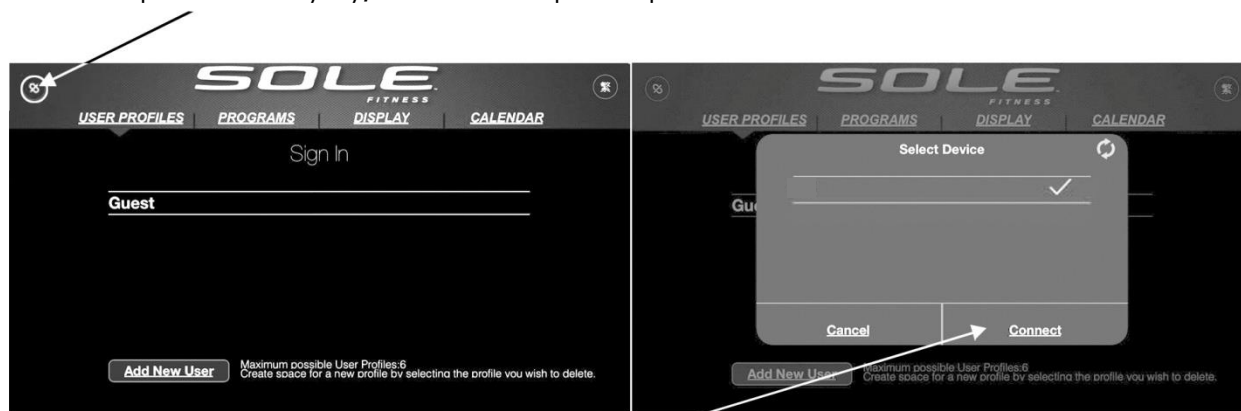 SOLE
FITNESS
USER PROFILES PROGRAMS DISPLAY CALENDAR
Sign In
Guest
Add New User
Maximum possible User Profiles:6
Create space for a new profile by selecting the profile you wish to delete.
SOLE
FITNESS
USER PROFILES PROGRAMS DISPLAY CALENDAR
Select Device
Gu
Cancel Connect
Add New User
Maximum possible User Profiles:6
Create space for a new profile by selecting the profile you wish to delete.